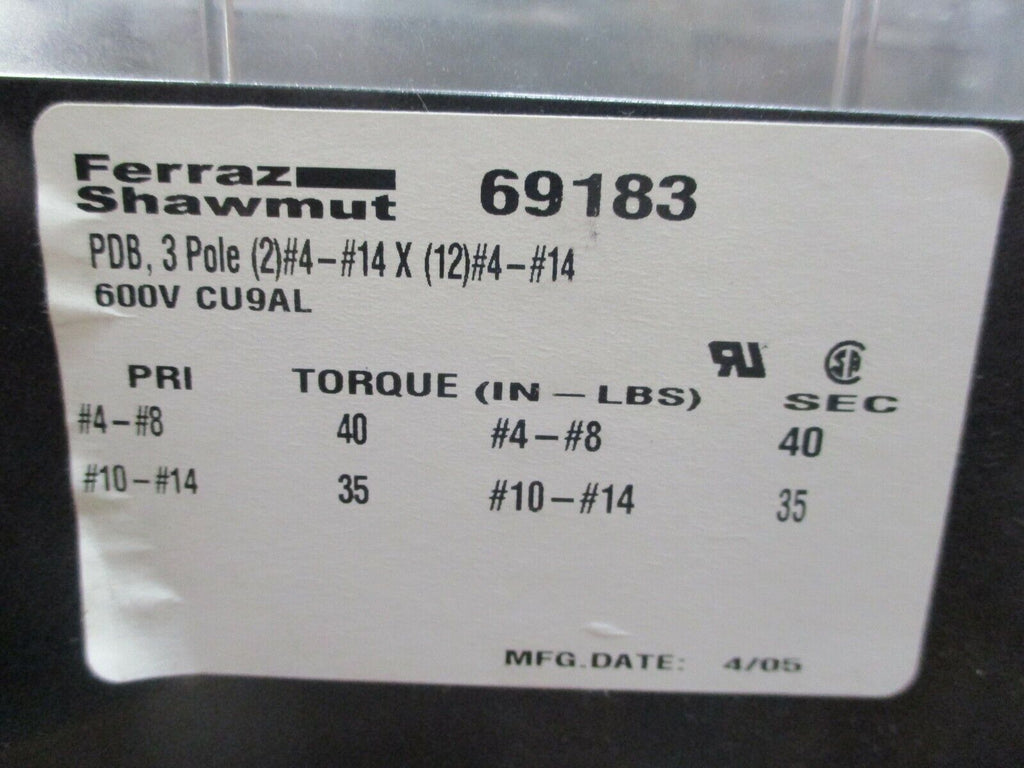 Ferraz
Shawmut 69183
PDB, 3 Pole (2)#4-#14 X (12)#4-#14
600V CU9AL
PRI TORQUE (IN - LBS) SEC
#4-#8 40 #4-#8 40
#10-#14 35 #10-#14 35
MFG.DATE: 4/05